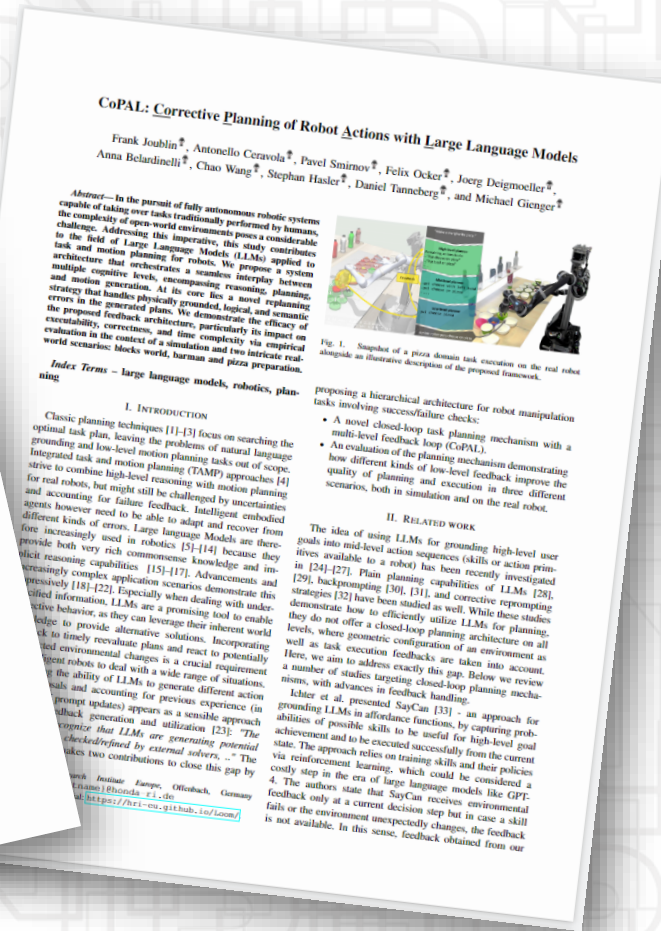 CoPAL: Corrective Planning of Robot Actions with Large Language Models
Frank Joublin, Antonello Ceravola, Pavel Smirnov, Felix Ocker, Joerg Deigmoeller,
Anna Belardinelli, Chao Wang, Stephan Hasler, Daniel Tanneberg, and Michael Gienger
Abstract—In the pursuit of fully autonomous robotic systems
capable of taking over tasks traditionally performed by humans,
the complexity of open-world environments poses a considerable
challenge. Addressing this imperative, this study contributes
to the field of Large Language Models (LLMs) applied to
task and motion planning for robots. We propose a system
architecture that orchestrates a seamless interplay between
multiple cognitive levels, encompassing reasoning, planning,
and motion generation. At its core lies a novel replanning
strategy that handles physically grounded, logical, and semantic
errors in the generated plans. We demonstrate the efficacy of
the proposed feedback architecture, particularly its impact on
executability, correctness, and time complexity via empirical
evaluation in the context of a simulation and two intricate real-
world scenarios: blocks world, barman and pizza preparation.
Index Terms – large language models, robotics, plan-
ning
I. INTRODUCTION
Classic planning techniques [1]–[3] focus on searching the
optimal task plan, leaving the problems of natural language
grounding and low-level motion planning tasks out of scope.
Integrated task and motion planning (TAMP) approaches [4]
strive to combine high-level reasoning with motion planning
for real robots, but might still be challenged by uncertainties
and accounting for failure feedback. Intelligent embodied
agents however need to be able to adapt and recover from
different kinds of errors. Large language Models are there-
fore increasingly used in robotics [5]–[14] because they
provide both very rich commonsense knowledge and im-
plicit reasoning capabilities [15]–[17]. Advancements and
creasingly complex application scenarios demonstrate this
pressively [18]–[22]. Especially when dealing with under-
cified information, LLMs are a promising tool to enable
ective behavior, as they can leverage their inherent world
ledge to provide alternative solutions. Incorporating
ck to timely reevaluate plans and react to potentially
ted environmental changes is a crucial requirement
ligent robots to deal with a wide range of situations.
g the ability of LLMs to generate different action
sals and accounting for previous experience (in
prompt updates) appears as a sensible approach
edback generation and utilization [23]: "The
cognize that LLMs are generating potential
checked/refined by external solvers, .." The
akes two contributions to close this gap by
arch Institute Europe, Offenbach, Germany
tname}@honda-ri.de
al: https://hri-eu.github.io/Loom/
Fig. 1. Snapshot of a pizza domain task execution on the real robot
alongside an illustrative description of the proposed framework.
proposing a hierarchical architecture for robot manipulation
tasks involving success/failure checks:
• A novel closed-loop task planning mechanism with a
multi-level feedback loop (CoPAL).
• An evaluation of the planning mechanism demonstrating
how different kinds of low-level feedback improve the
quality of planning and execution in three different
scenarios, both in simulation and on the real robot.
II. RELATED WORK
The idea of using LLMs for grounding high-level user
goals into mid-level action sequences (skills or action prim-
itives available to a robot) has been recently investigated
in [24]–[27]. Plain planning capabilities of LLMs [28],
[29], backprompting [30], [31], and corrective reprompting
strategies [32] have been studied as well. While these studies
demonstrate how to efficiently utilize LLMs for planning,
they do not offer a closed-loop planning architecture on all
levels, where geometric configuration of an environment as
well as task execution feedbacks are taken into account.
Here, we aim to address exactly this gap. Below we review
a number of studies targeting closed-loop planning mecha-
nisms, with advances in feedback handling.
Ichter et al. presented SayCan [33] - an approach for
grounding LLMs in affordance functions, by capturing prob-
abilities of possible skills to be useful for high-level goal
achievement and to be executed successfully from the current
state. The approach relies on training skills and their policies
via reinforcement learning, which could be considered a
costly step in the era of large language models like GPT-
4. The authors state that SayCan receives environmental
feedback only at a current decision step but in case a skill
fails or the environment unexpectedly changes, the feedback
is not available. In this sense, feedback obtained from our